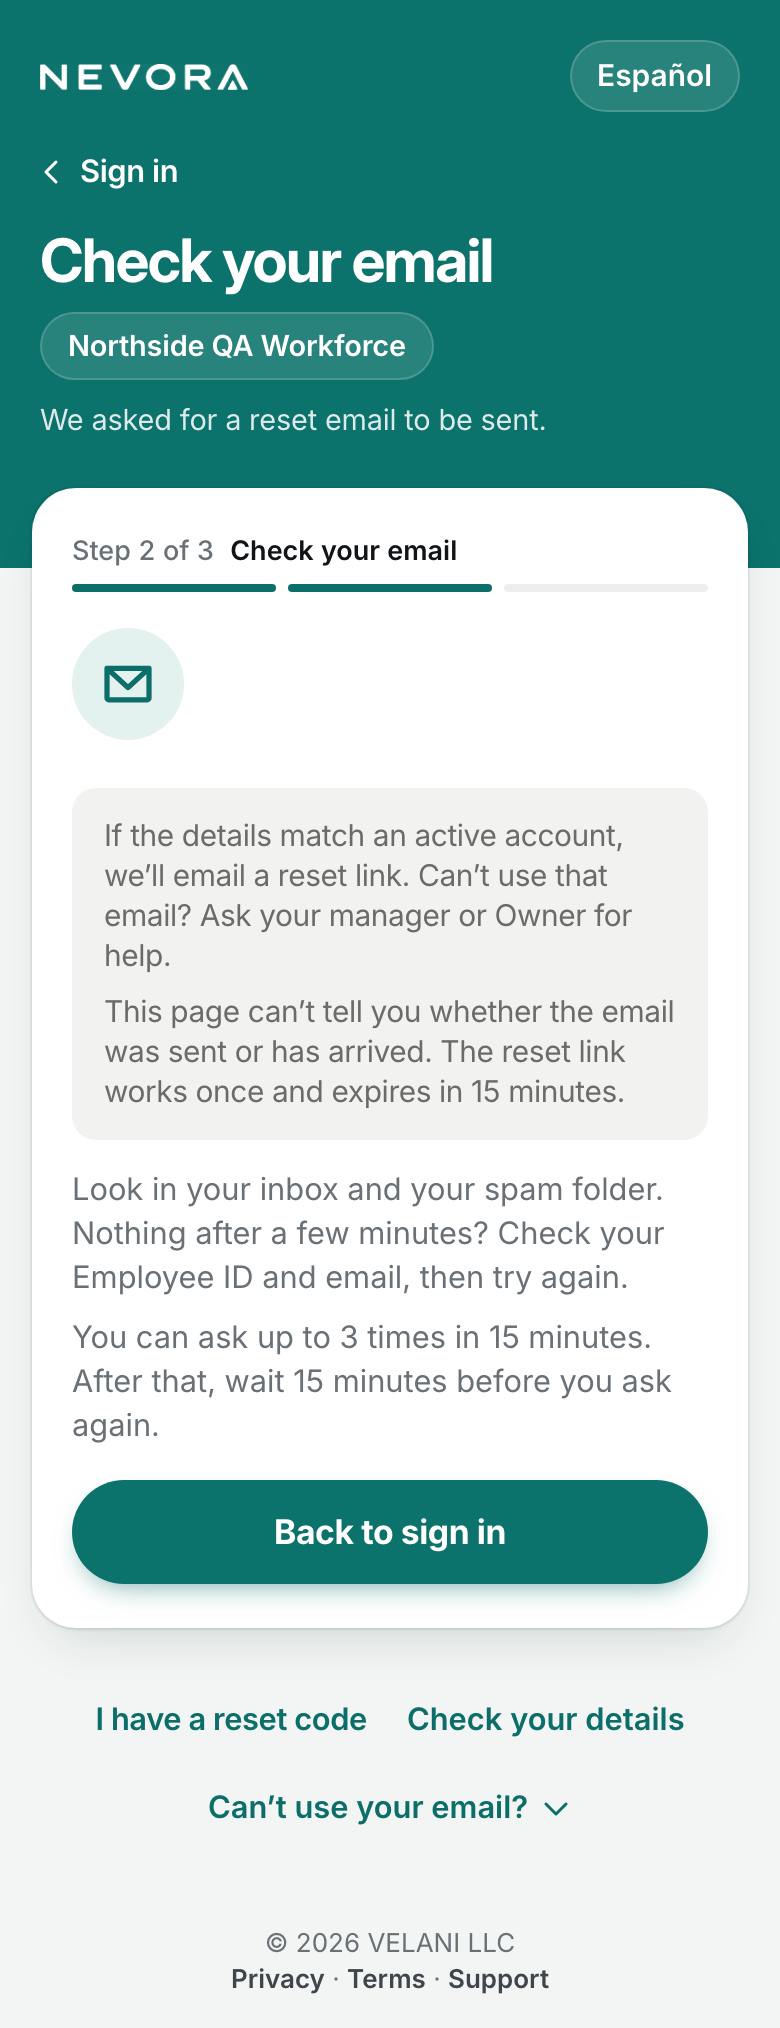 NEVORA
Español
Sign in
Check your email
Northside QA Workforce
We asked for a reset email to be sent.
Step 2 of 3 Check your email
If the details match an active account,
we’ll email a reset link. Can’t use that
email? Ask your manager or Owner for
help.
This page can’t tell you whether the email
was sent or has arrived. The reset link
works once and expires in 15 minutes.
Look in your inbox and your spam folder.
Nothing after a few minutes? Check your
Employee ID and email, then try again.
You can ask up to 3 times in 15 minutes.
After that, wait 15 minutes before you ask
again.
Back to sign in
I have a reset code Check your details
Can’t use your email?
© 2026 VELANI LLC
Privacy · Terms · Support